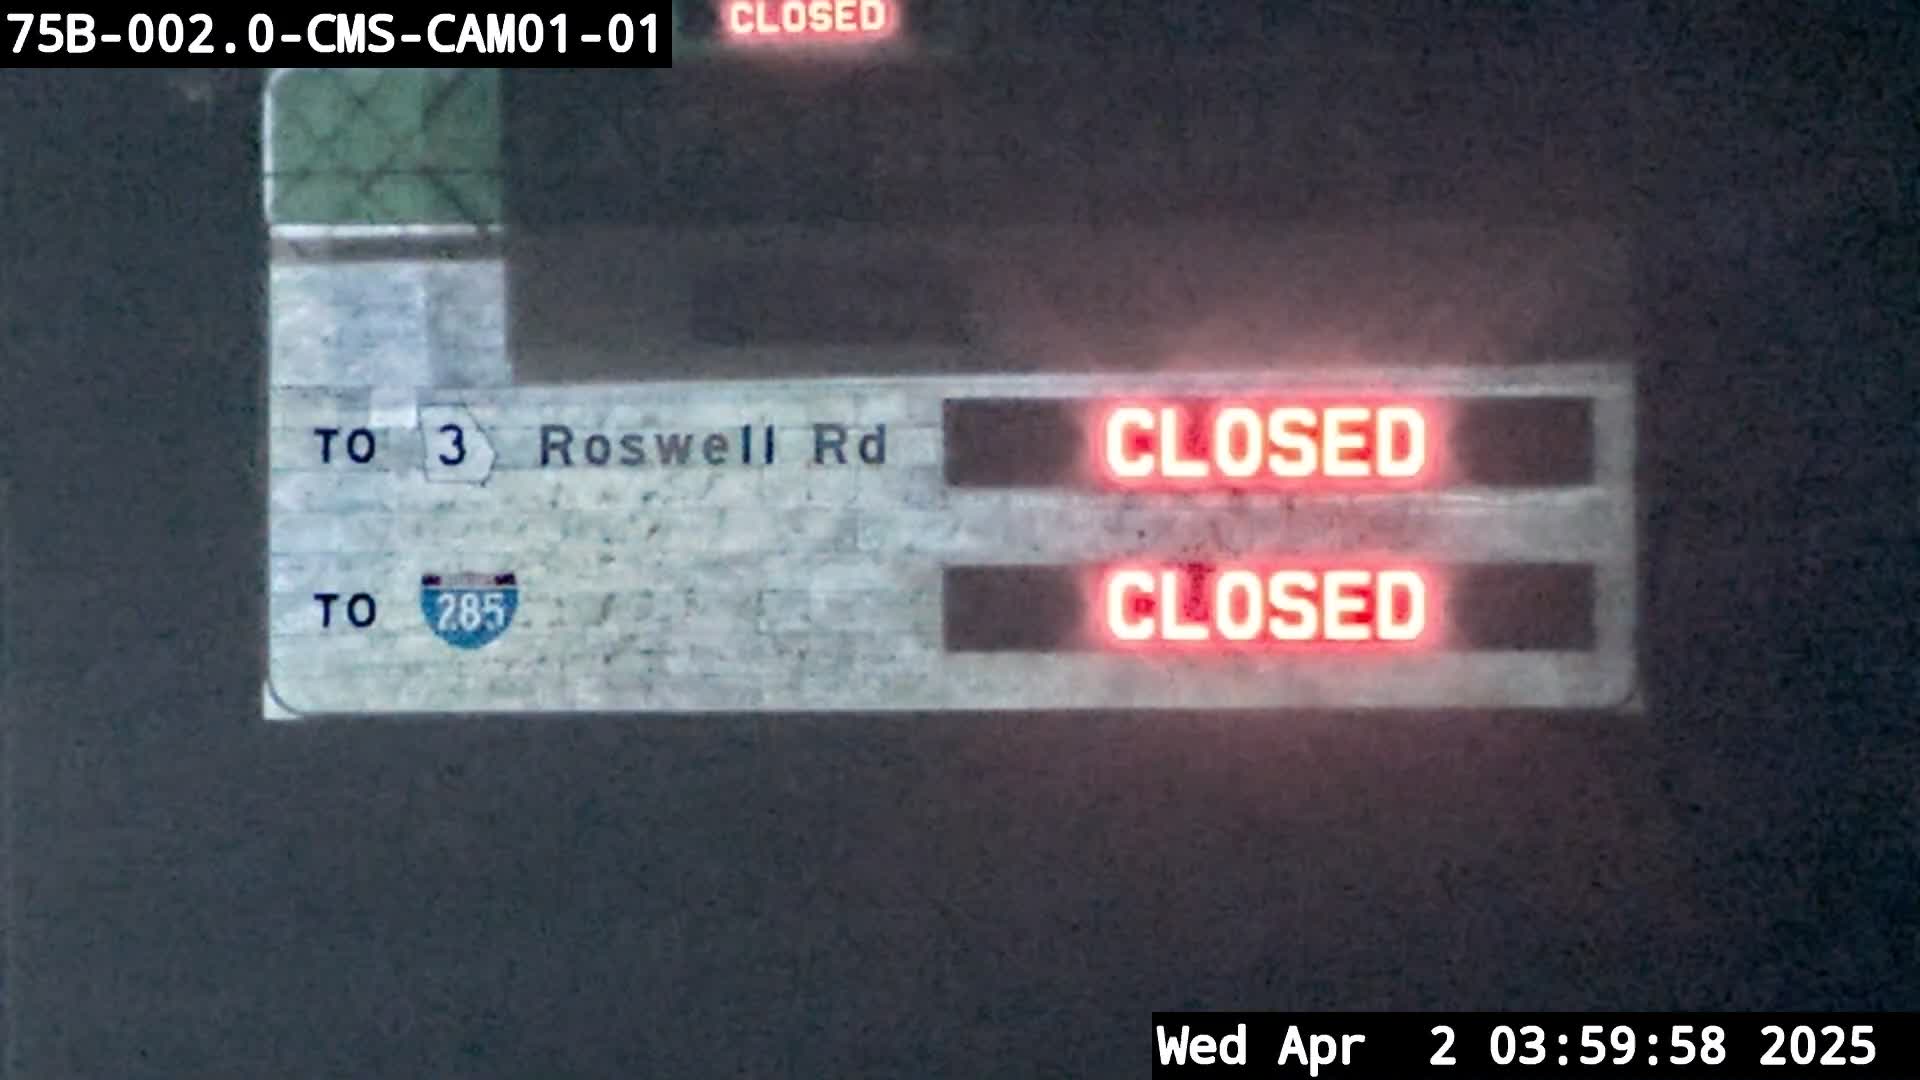 75B-002.0-CMS-CAM01-01
CLOSED
TO 3 Roswell Rd CLOSED
TO 285 CLOSED
Wed Apr 2 03:59:58 2025